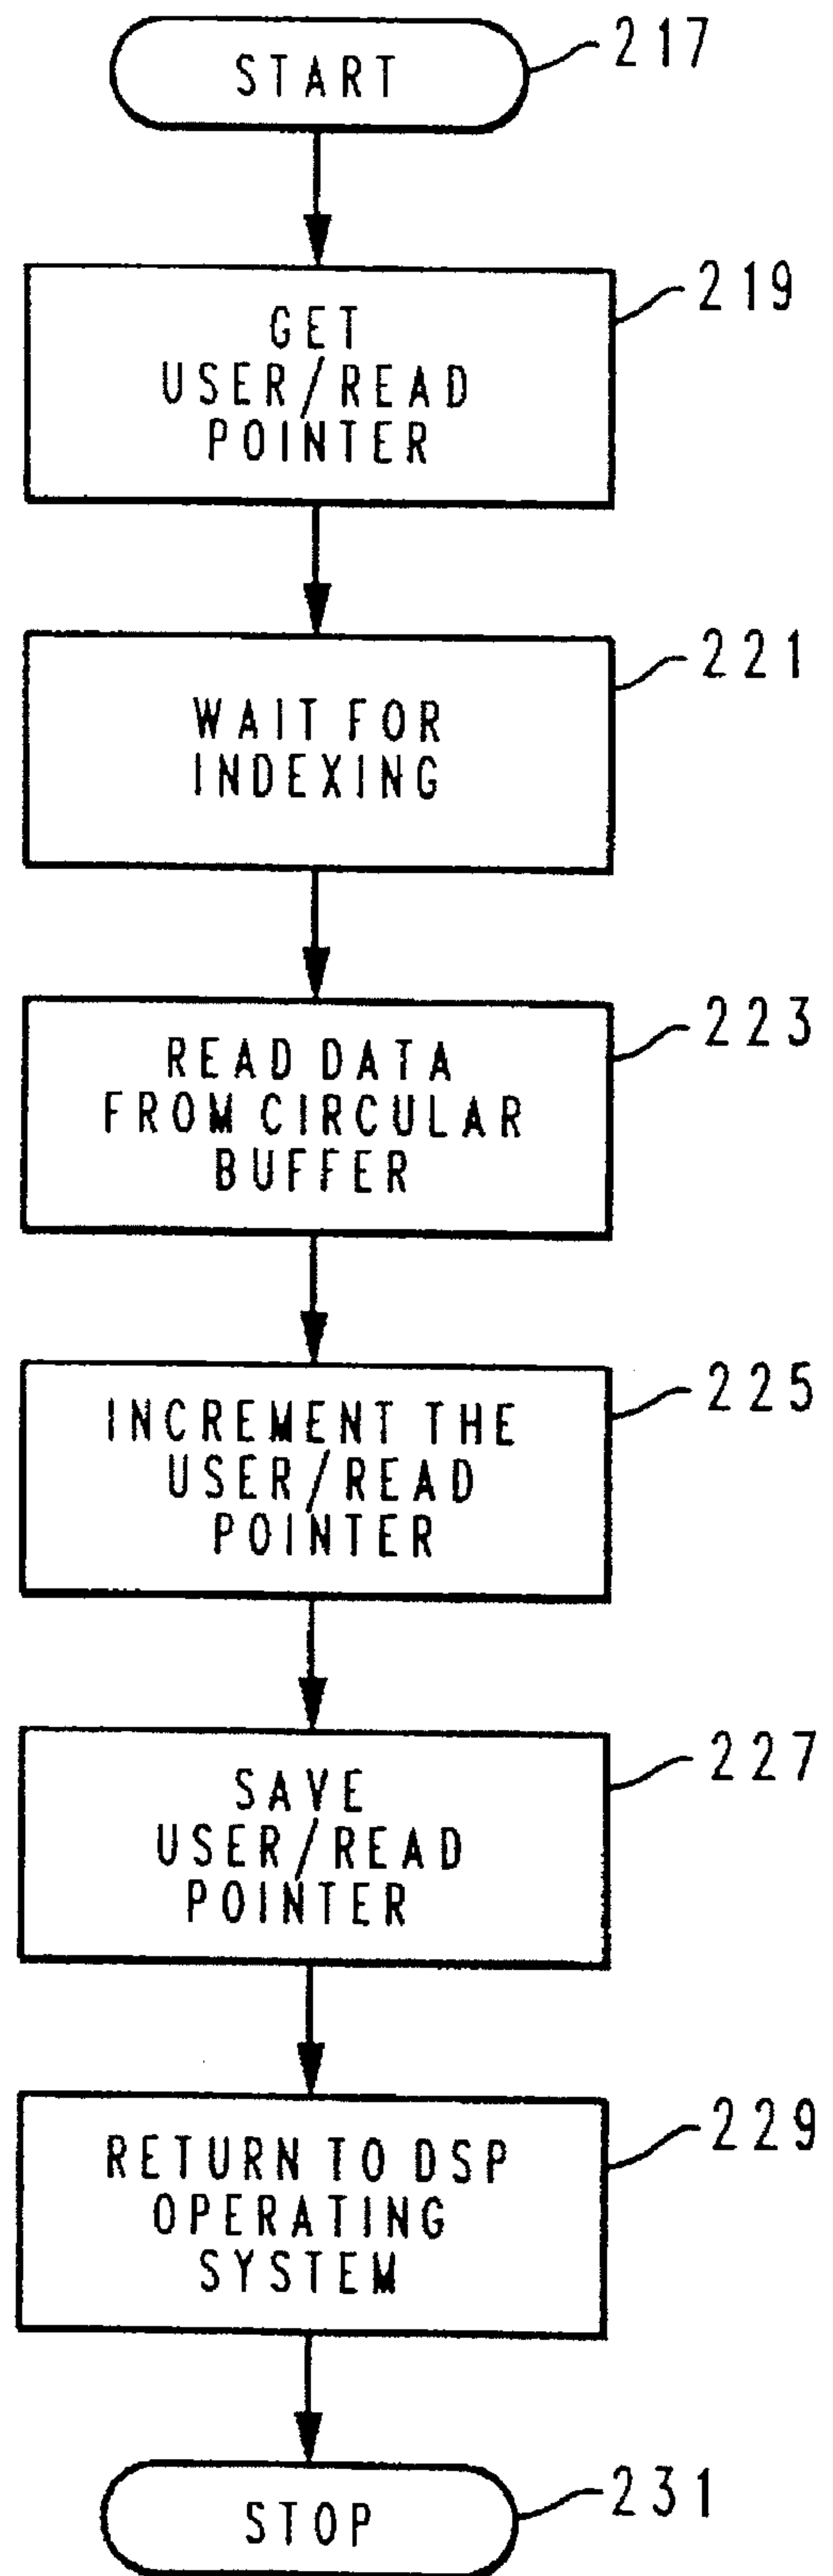 START
217
GET
USER/READ
POINTER
219
WAIT FOR
INDEXING
221
READ DATA
FROM CIRCULAR
BUFFER
223
INCREMENT THE
USER/READ
POINTER
225
SAVE
USER/READ
POINTER
227
RETURN TO DSP
OPERATING
SYSTEM
229
STOP
231